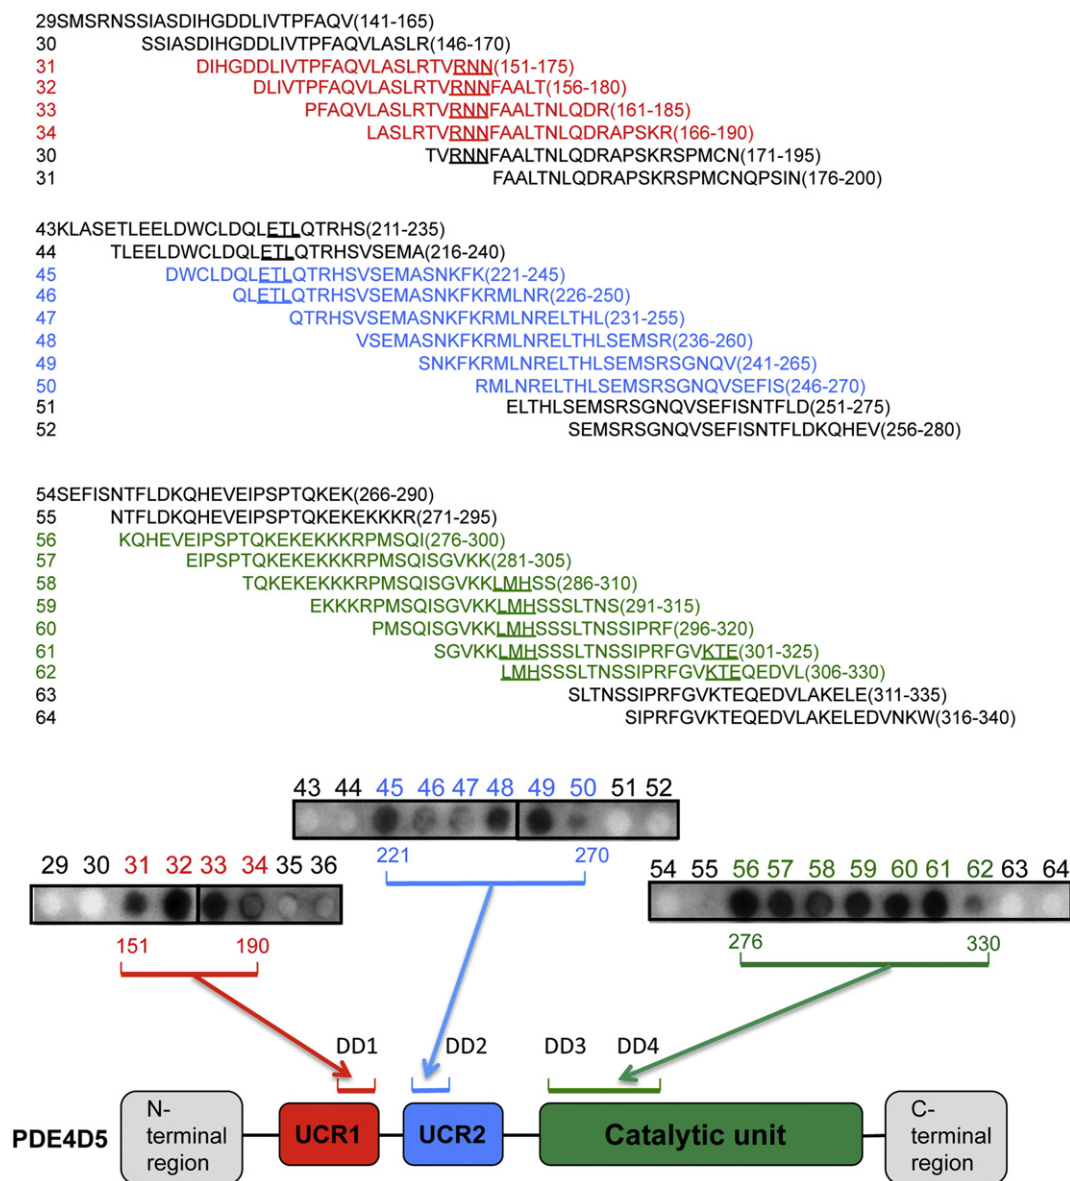 29SMSRNSSIASDIHGDDLIVTPFAQV(141-165)
30 SSIASDIHGDDLIVTPFAQVLASLR(146-170)
31 DIHGDDLIVTPFAQVLASLRTVRNN(151-175)
32 DLIVTPFAQVLASLRTVRNNFAALT(156-180)
33 PFAQVLASLRTVRNNFAALTNLQDR(161-185)
34 LASLRTVRNNFAALTNLQDRAPSKR(166-190)
30 TVRNNFAALTNLQDRAPSKRSPMCN(171-195)
31 FAALTNLQDRAPSKRSPMCNQPSIN(176-200)
43KLASETLEELDWCLDQLETLQTRHS(211-235)
44 TLEELDWCLDQLETLQTRHSVSEMA(216-240)
45 DWCLDQLETLQTRHSVSEMASNKFK(221-245)
46 QLETLQTRHSVSEMASNKFKRMLNR(226-250)
47 QTRHSVSEMASNKFKRMLNRELTHL(231-255)
48 VSEMASNKFKRMLNRELTHLSEMSR(236-260)
49 SNKFKRMLNRELTHLSEMSRSGNQV(241-265)
50 RMLNRELTHLSEMSRSGNQVSEFIS(246-270)
51 ELTHLSEMSRSGNQVSEFISNTFLD(251-275)
52 SEMSRSGNQVSEFISNTFLDKQHEV(256-280)
54SEFISNTFLDKQHEVEIPSPTQKEK(266-290)
55 NTFLDKQHEVEIPSPTQKEKEKKKR(271-295)
56 KQHEVEIPSPTQKEKEKKKRPMSQI(276-300)
57 EIPSPTQKEKEKKKRPMSQISGVKK(281-305)
58 TQKEKEKKKRPMSQISGVKKLMHSS(286-310)
59 EKKKRPMSQISGVKKLMHSSSLTNS(291-315)
60 PMSQISGVKKLMHSSSLTNSSIPRF(296-320)
61 SGVKKLMHSSSLTNSSIPRFGVKTE(301-325)
62 LMHSSSLTNSSIPRFGVKTEQEDVL(306-330)
63 SLTNSSIPRFGVKTEQEDVLAKELE(311-335)
64 SIPRFGVKTEQEDVLAKELEDVNKW(316-340)
43 44 45 46 47 48 49 50 51 52
221 270
29 30 31 32 33 34 35 36
54 55 56 57 58 59 60 61 62 63 64
151 190
276 330
DD1 DD2 DD3 DD4
PDE4D5
N-
terminal
region
UCR1
UCR2
Catalytic unit
C-
terminal
region